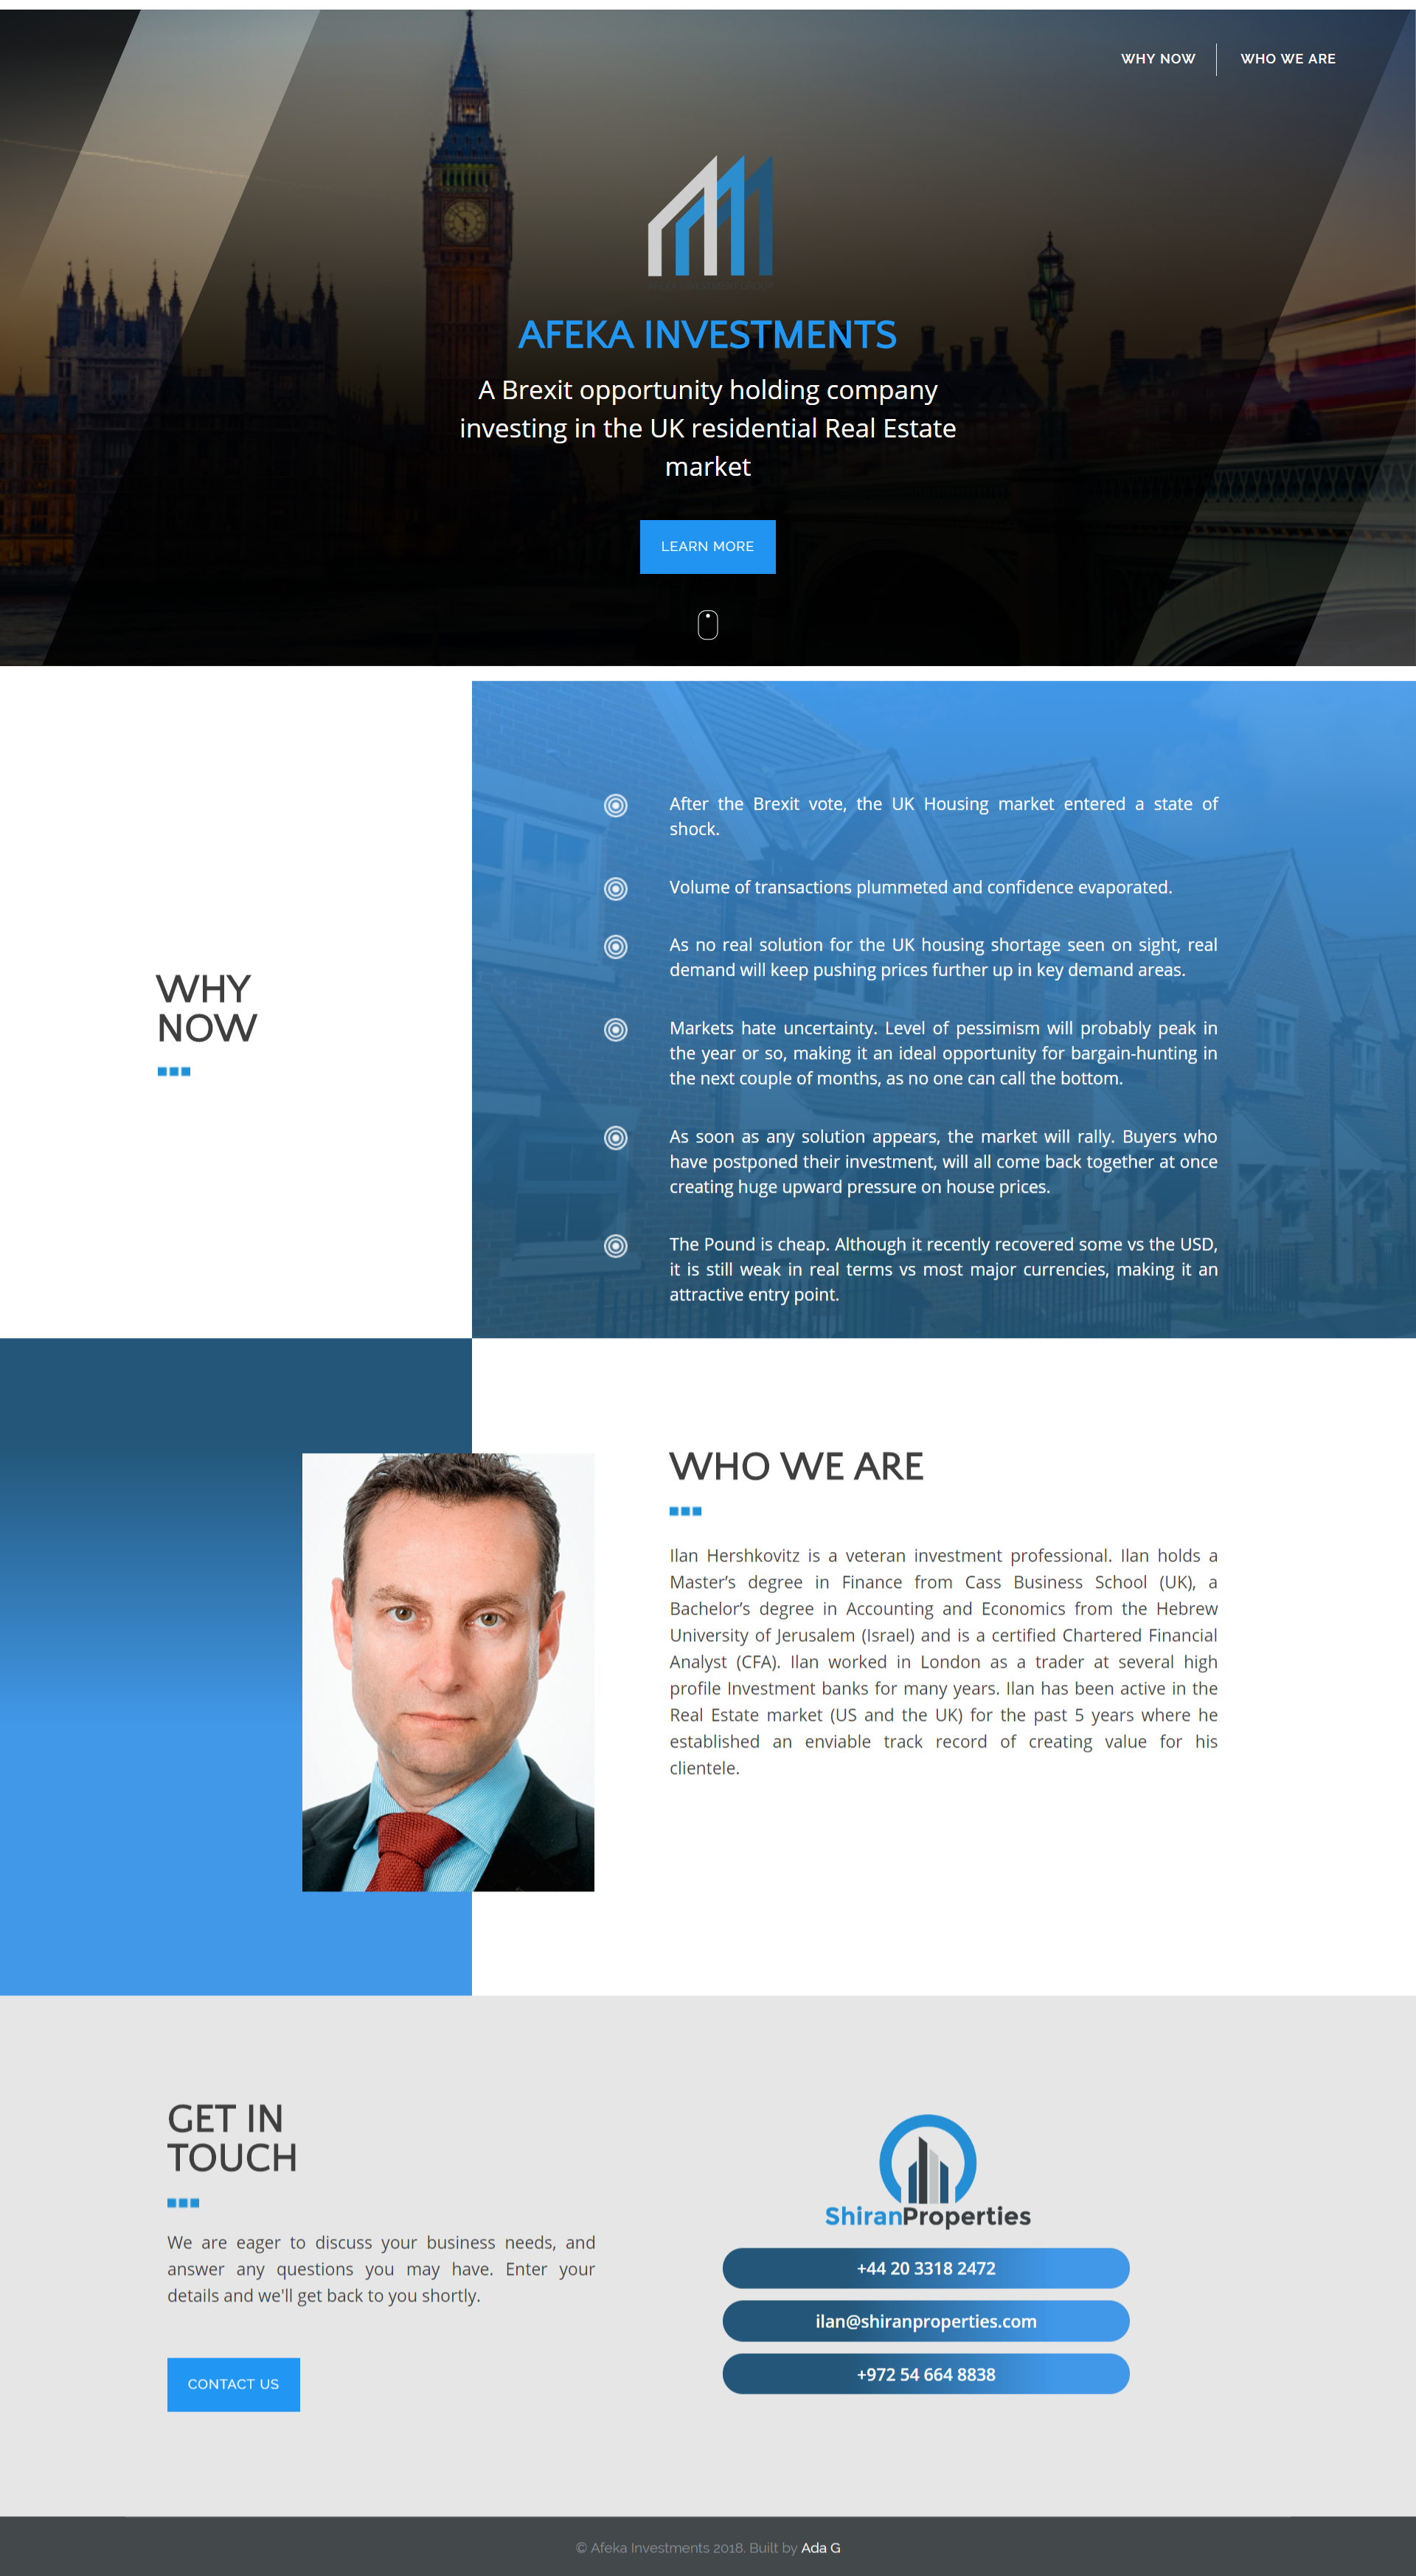 WHY NOW
WHO WE ARE
AFEKA INVESTMENT GROUP
AFEKA INVESTMENTS
A Brexit opportunity holding company
investing in the UK residential Real Estate
market
LEARN MORE
WHY
NOW
After the Brexit vote, the UK Housing market entered a state of
shock.
Volume of transactions plummeted and confidence evaporated.
As no real solution for the UK housing shortage seen on sight, real
demand will keep pushing prices further up in key demand areas.
Markets hate uncertainty. Level of pessimism will probably peak in
the year or so, making it an ideal opportunity for bargain-hunting in
the next couple of months, as no one can call the bottom.
As soon as any solution appears, the market will rally. Buyers who
have postponed their investment, will all come back together at once
creating huge upward pressure on house prices.
The Pound is cheap. Although it recently recovered some vs the USD,
it is still weak in real terms vs most major currencies, making it an
attractive entry point.
WHO WE ARE
Ilan Hershkovitz is a veteran investment professional. Ilan holds a
Master’s degree in Finance from Cass Business School (UK), a
Bachelor’s degree in Accounting and Economics from the Hebrew
University of Jerusalem (Israel) and is a certified Chartered Financial
Analyst (CFA). Ilan worked in London as a trader at several high
profile Investment banks for many years. Ilan has been active in the
Real Estate market (US and the UK) for the past 5 years where he
established an enviable track record of creating value for his
clientele.
GET IN
TOUCH
We are eager to discuss your business needs, and
answer any questions you may have. Enter your
details and we'll get back to you shortly.
CONTACT US
ShiranProperties
+44 20 3318 2472
ilan@shiranproperties.com
+972 54 664 8838
© Afeka Investments 2018. Built by Ada G